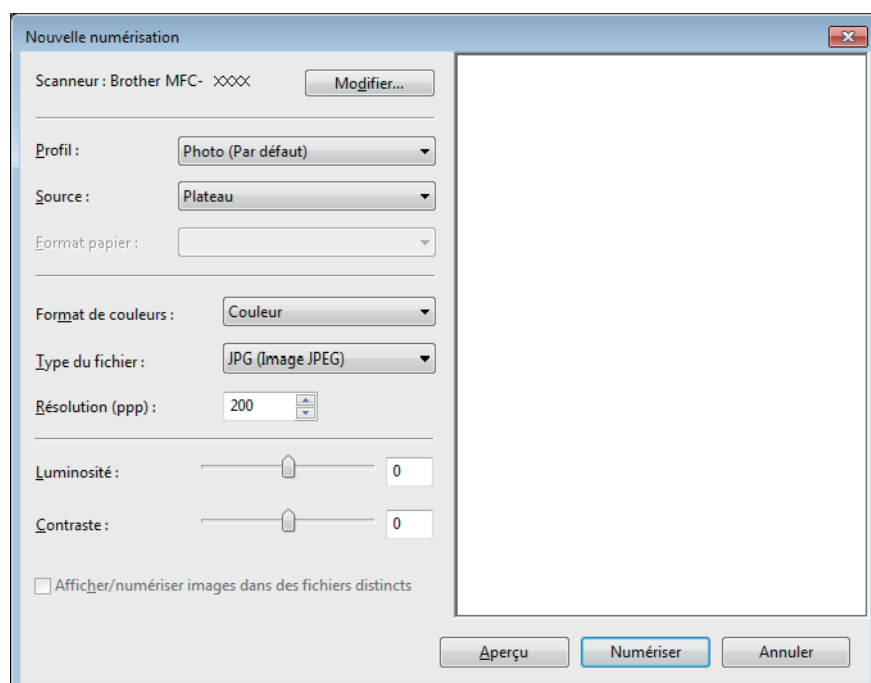 Nouvelle numérisation
Scanneur : Brother MFC- XXXX
Modifier...
Profil :
Photo (Par défaut)
Source :
Plateau
Format papier :
Format de couleurs :
Couleur
Type du fichier :
JPG (Image JPEG)
Résolution (ppp) :
200
Luminosité :
0
Contraste :
0
Afficher/numériser images dans des fichiers distincts
Aperçu
Numériser
Annuler